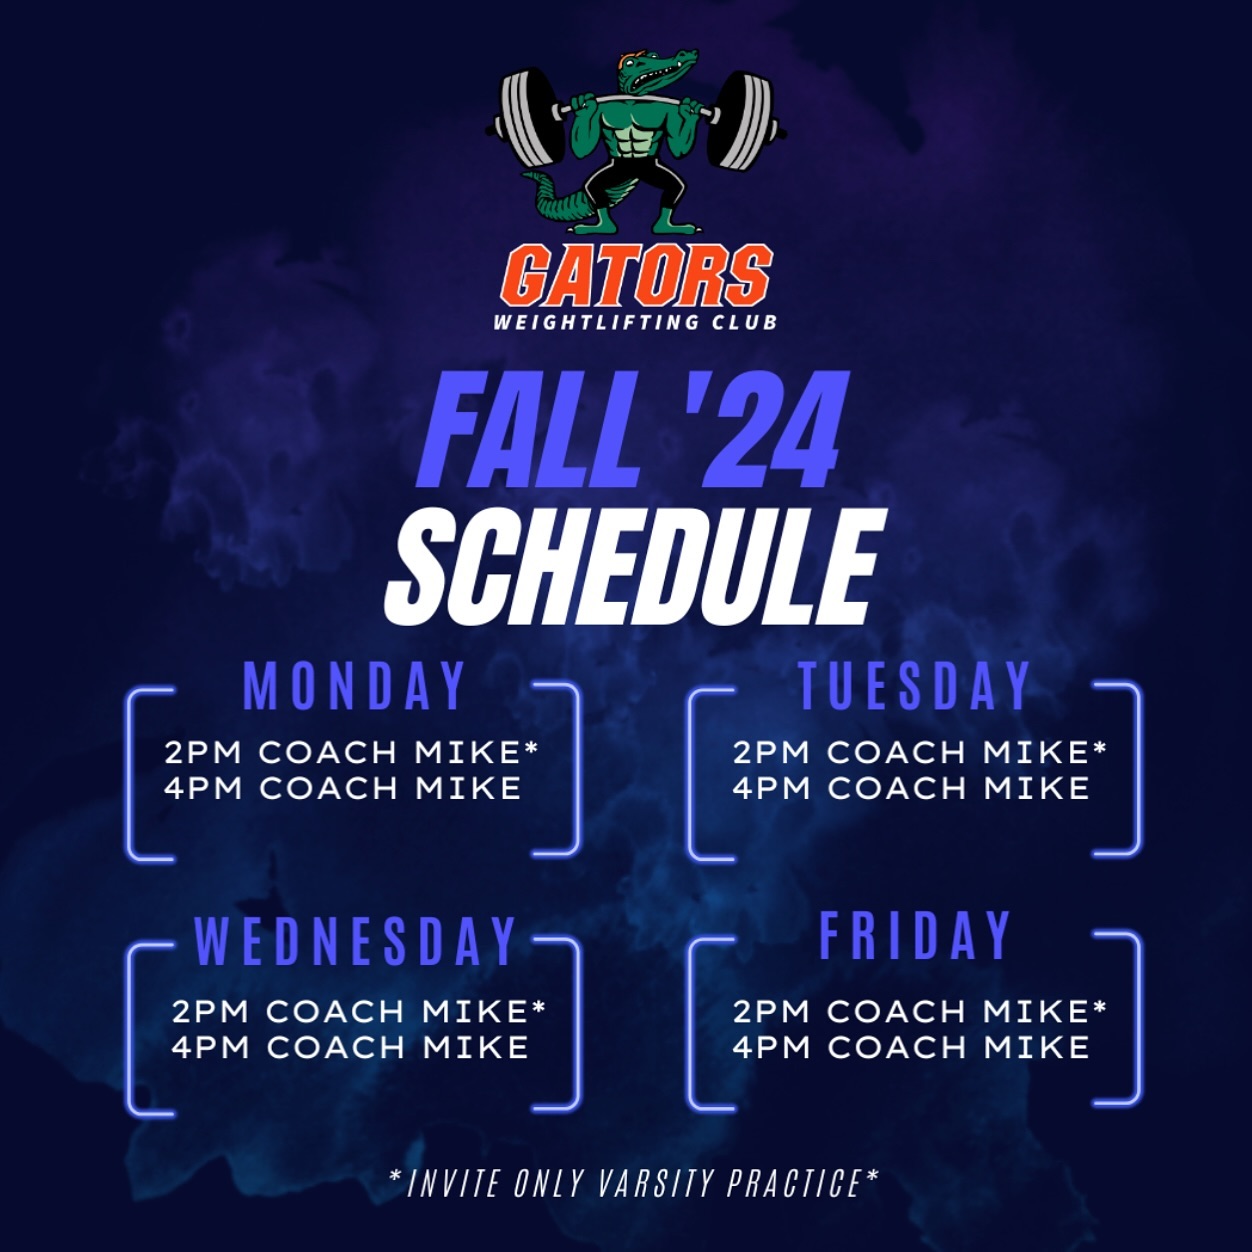 GATORS
WEIGHTLIFTING CLUB
FALL '24
SCHEDULE
MONDAY
2PM COACH MIKE*
4PM COACH MIKE
TUESDAY
2PM COACH MIKE*
4PM COACH MIKE
WEDNESDAY
2PM COACH MIKE*
4PM COACH MIKE
FRIDAY
2PM COACH MIKE*
4PM COACH MIKE
*INVITE ONLY VARSITY PRACTICE*